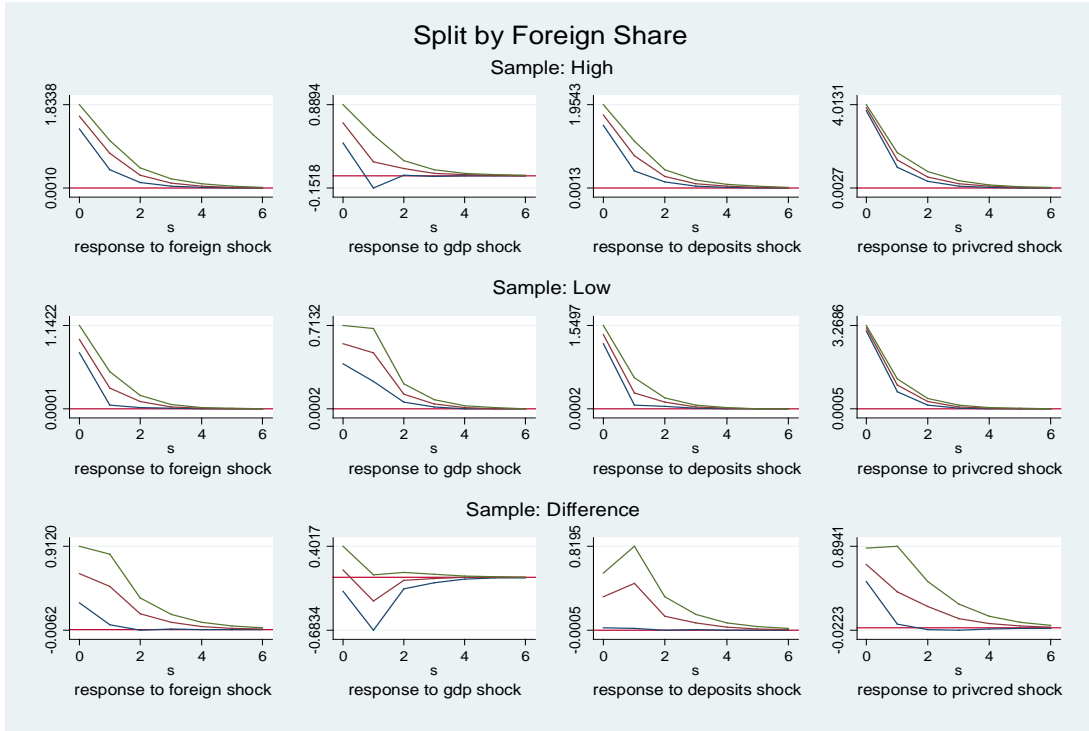 Split by Foreign Share
Sample: High
1.8338
0.0010
0 2 4 6
s
response to foreign shock
0.8894
-0.1518
0 2 4 6
s
response to gdp shock
1.9543
0.0013
0 2 4 6
s
response to deposits shock
4.0131
0.0027
0 2 4 6
s
response to privcred shock
Sample: Low
1.1422
0.0001
0 2 4 6
s
response to foreign shock
0.7132
0.0002
0 2 4 6
s
response to gdp shock
1.5497
0.0002
0 2 4 6
s
response to deposits shock
3.2686
0.0005
0 2 4 6
s
response to privcred shock
Sample: Difference
0.9120
-0.0062
0 2 4 6
s
response to foreign shock
0.4017
-0.6834
0 2 4 6
s
response to gdp shock
0.8195
-0.0005
0 2 4 6
s
response to deposits shock
0.8941
-0.0223
0 2 4 6
s
response to privcred shock